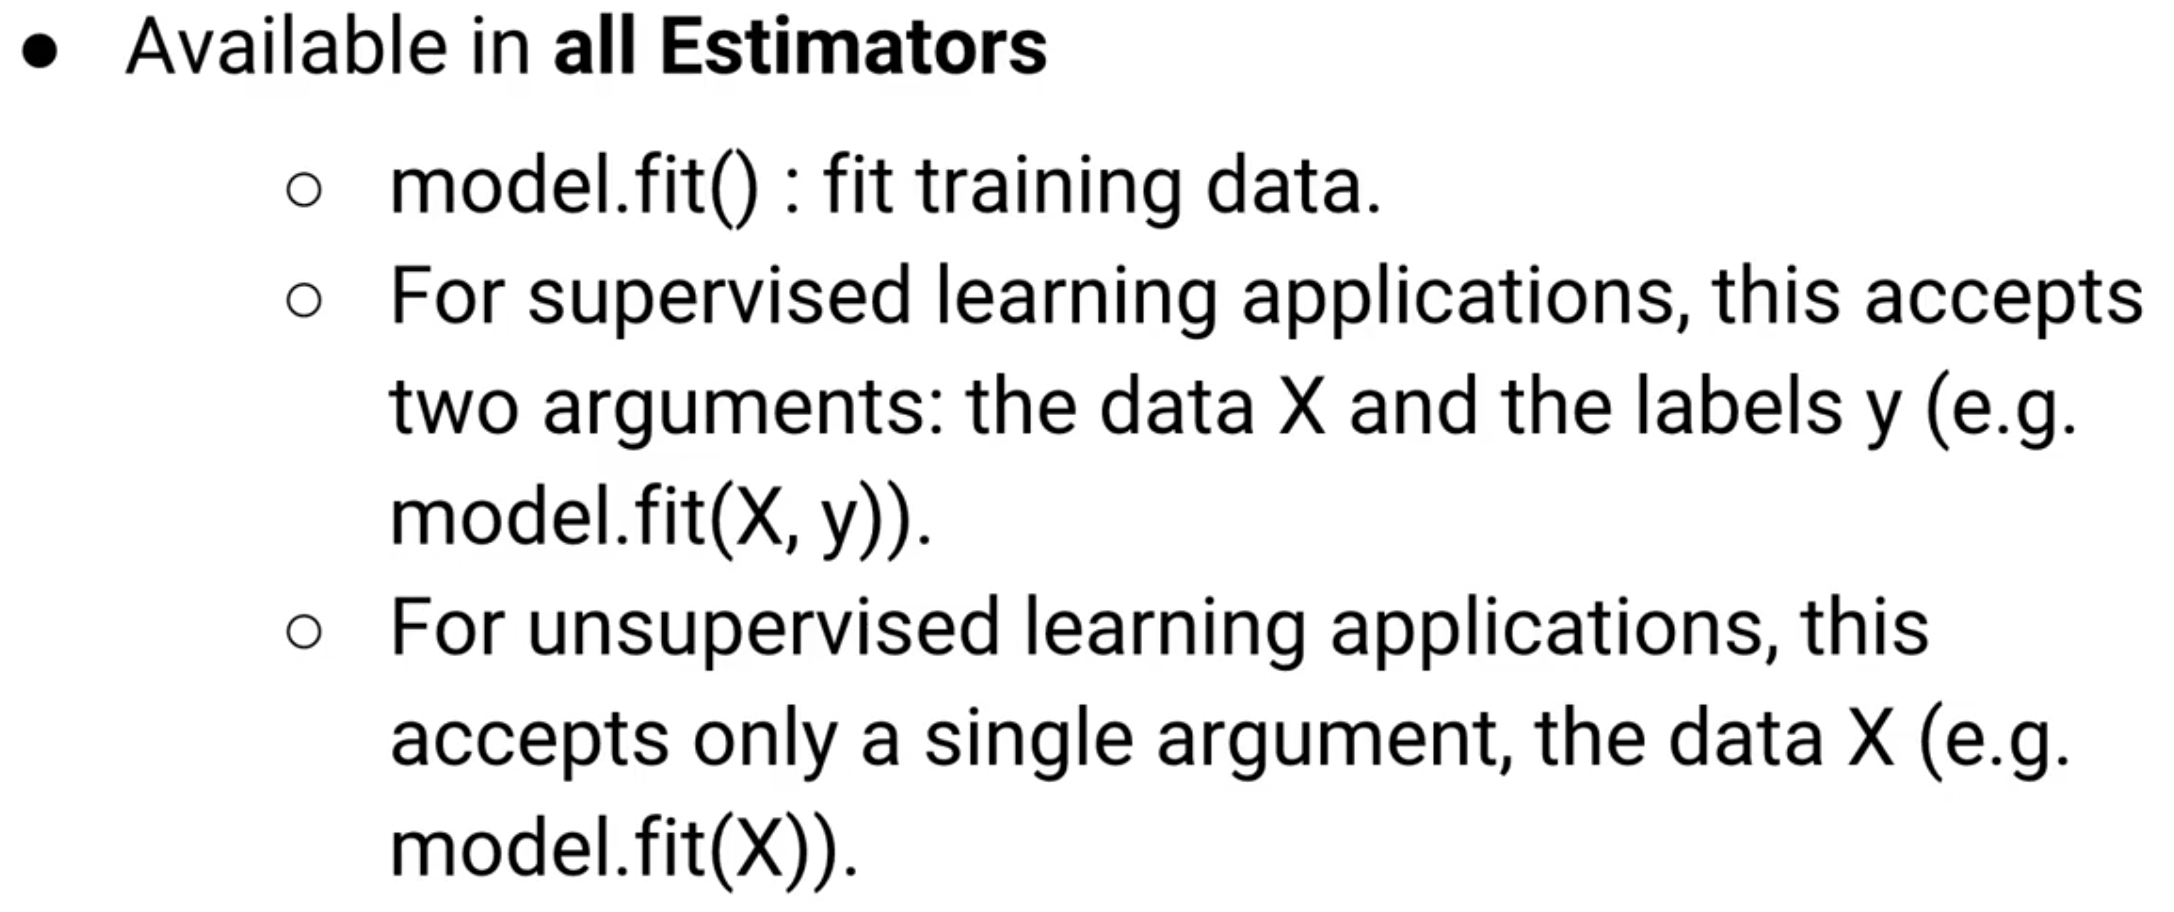 ● Available in all Estimators
○ model.fit() : fit training data.
○ For supervised learning applications, this accepts
two arguments: the data X and the labels y (e.g.
model.fit(X, y)).
○ For unsupervised learning applications, this
accepts only a single argument, the data X (e.g.
model.fit(X)).